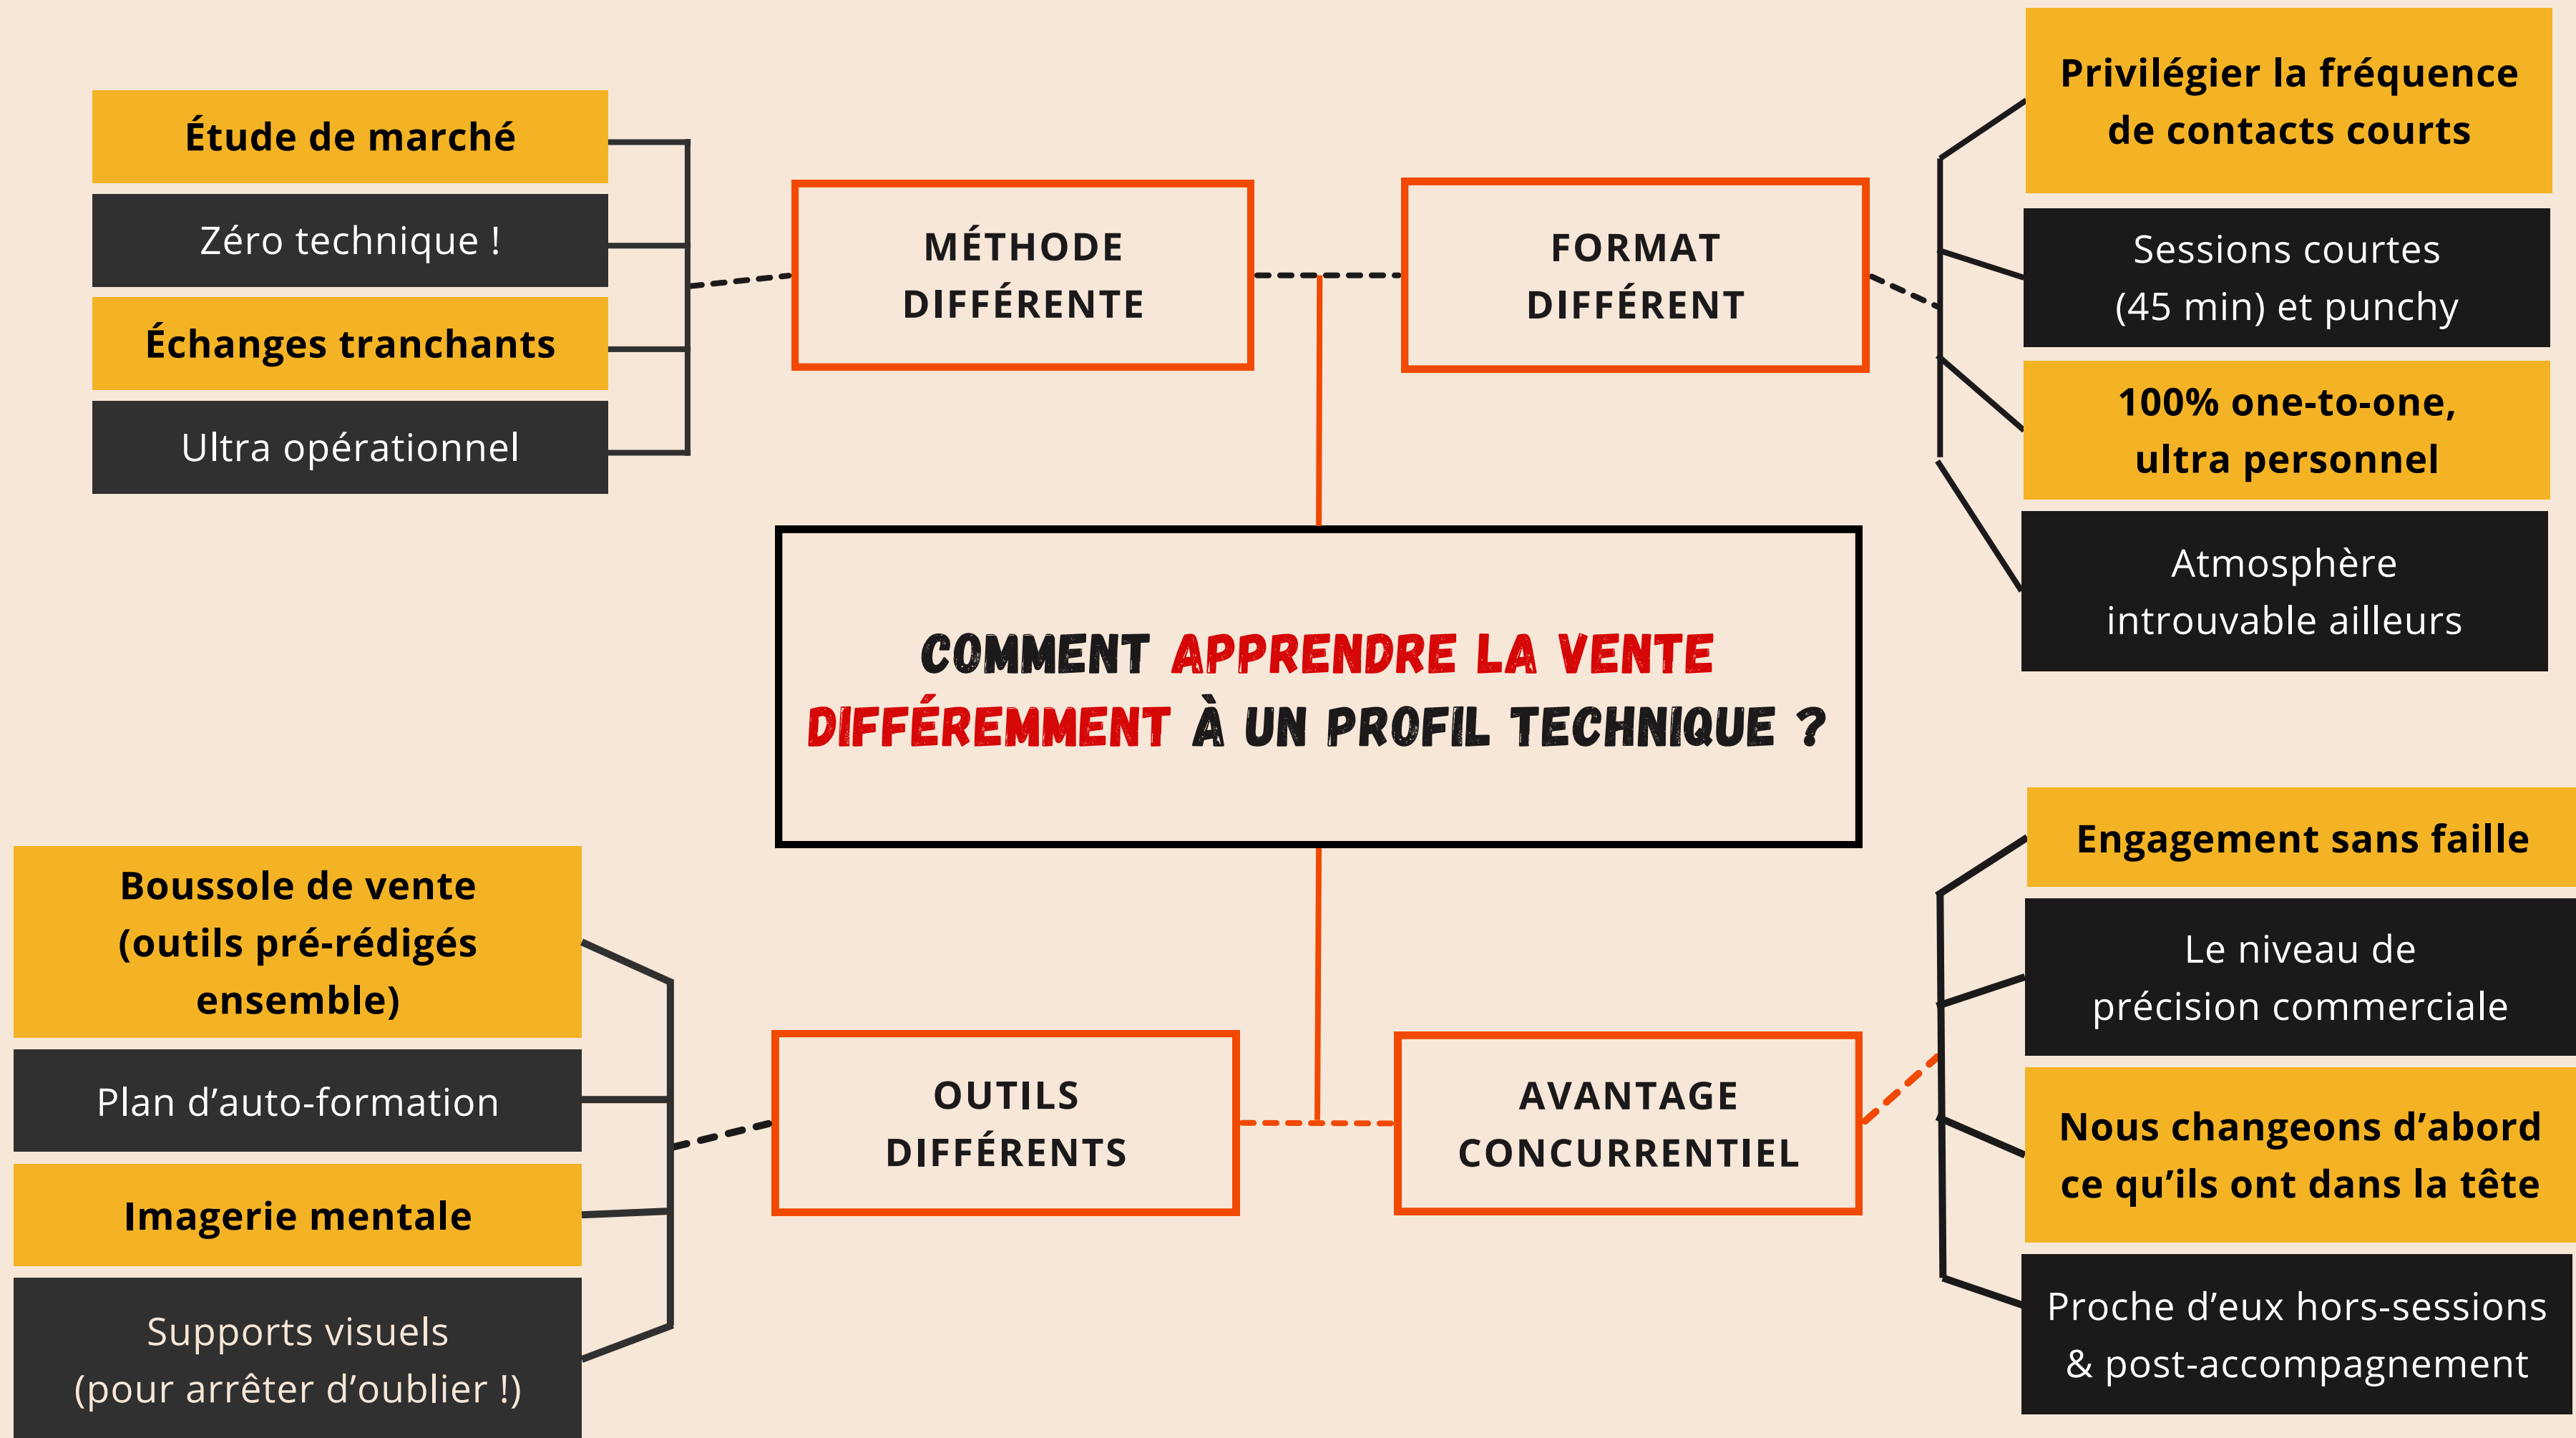 Étude de marché
Zéro technique !
Échanges tranchants
Ultra opérationnel
MÉTHODE
DIFFÉRENTE
FORMAT
DIFFÉRENT
Privilégier la fréquence
de contacts courts
Sessions courtes
(45 min) et punchy
100% one-to-one,
ultra personnel
Atmosphère
introuvable ailleurs
COMMENT APPRENDRE LA VENTE
DIFFÉREMMENT À UN PROFIL TECHNIQUE ?
Boussole de vente
(outils pré-rédigés
ensemble)
Plan d’auto-formation
Imagerie mentale
Supports visuels
(pour arrêter d’oublier !)
OUTILS
DIFFÉRENTS
AVANTAGE
CONCURRENTIEL
Engagement sans faille
Le niveau de
précision commerciale
Nous changeons d’abord
ce qu’ils ont dans la tête
Proche d’eux hors-sessions
& post-accompagnement